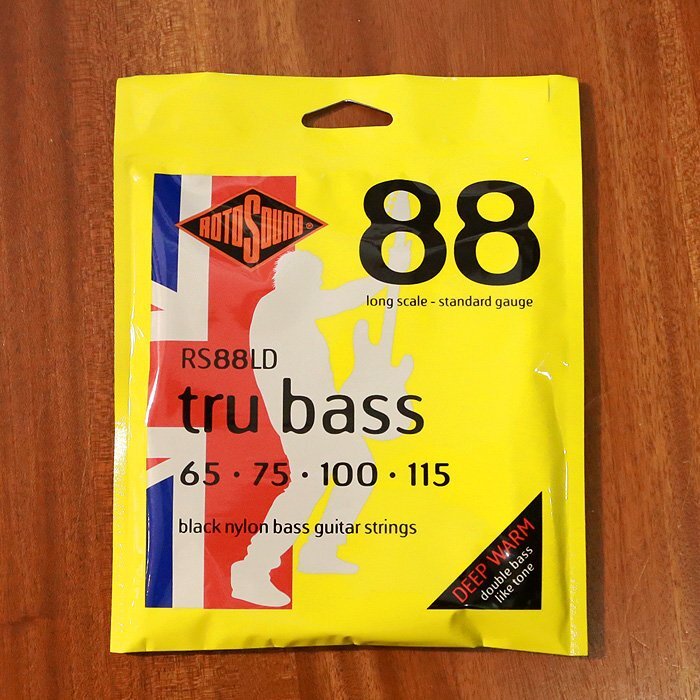 ROTOSOUND®
88
long scale - standard gauge
RS88LD
tru bass
65 · 75 · 100 · 115
black nylon bass guitar strings
DEEP WARM
double bass
like tone